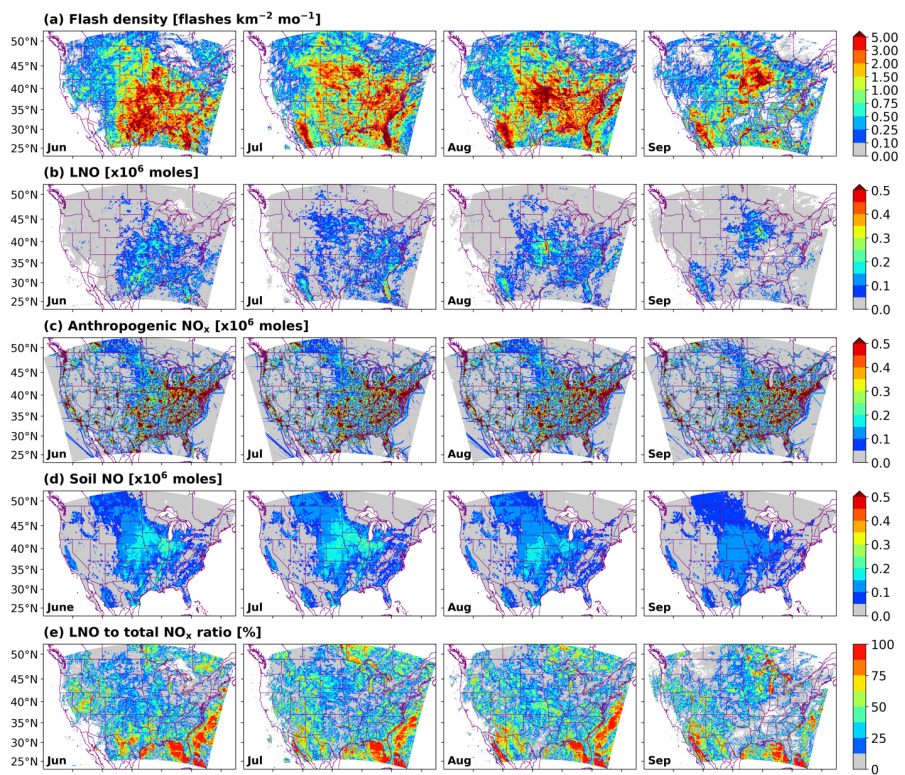 (a) Flash density [flashes km⁻² mo⁻¹]
50°N
45°N
40°N
35°N
30°N
25°N
Jun
Jul
Aug
Sep
5.00
3.00
2.00
1.50
1.00
0.75
0.50
0.25
0.10
0.00
(b) LNO [x10⁶ moles]
50°N
45°N
40°N
35°N
30°N
25°N
Jun
Jul
Aug
Sep
0.5
0.4
0.3
0.2
0.1
0.0
(c) Anthropogenic NOₓ [x10⁶ moles]
50°N
45°N
40°N
35°N
30°N
25°N
Jun
Jul
Aug
Sep
0.5
0.4
0.3
0.2
0.1
0.0
(d) Soil NO [x10⁶ moles]
50°N
45°N
40°N
35°N
30°N
25°N
June
Jul
Aug
Sep
0.5
0.4
0.3
0.2
0.1
0.0
(e) LNO to total NOₓ ratio [%]
50°N
45°N
40°N
35°N
30°N
25°N
Jun
Jul
Aug
Sep
100
75
50
25
0